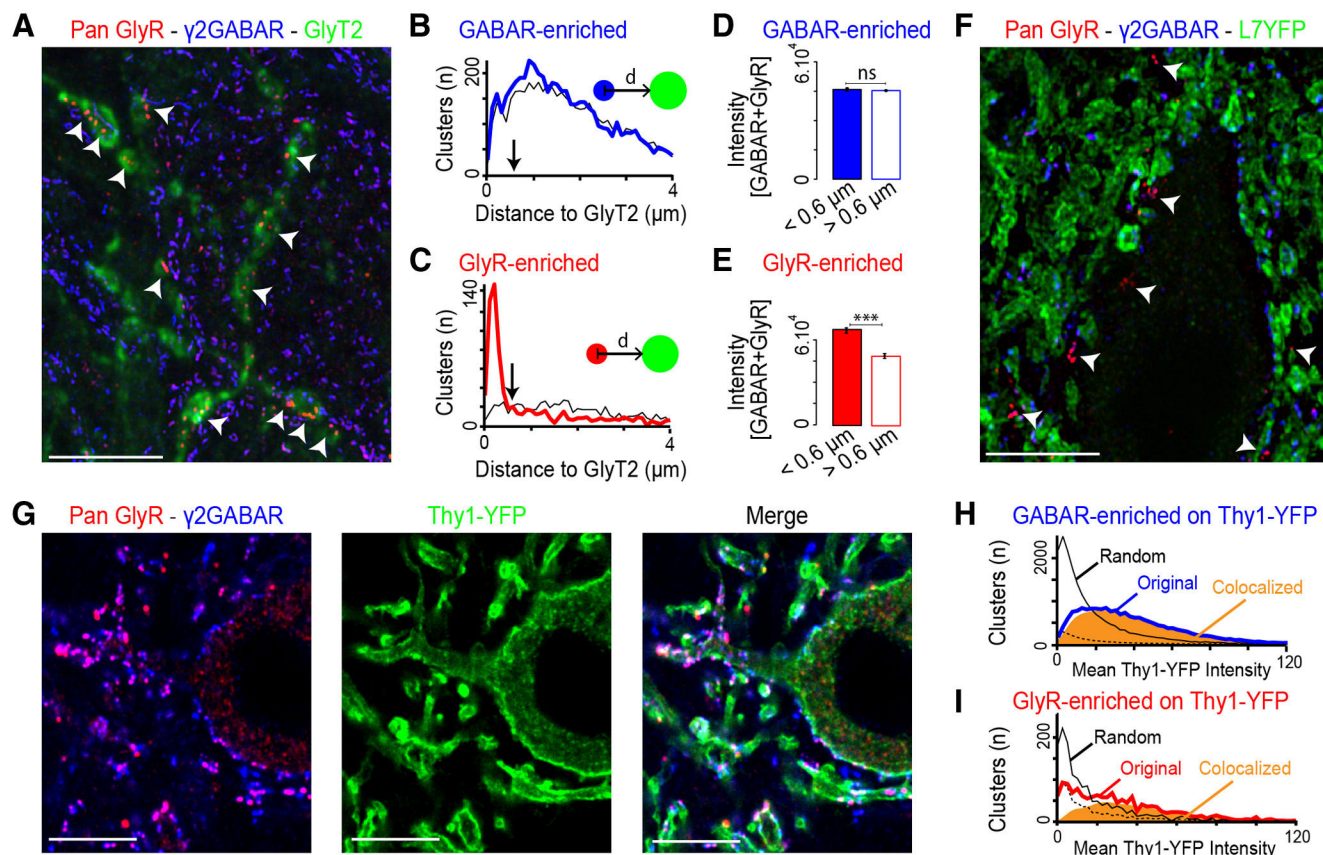 A
Pan GlyR - γ2GABAR - GlyT2
B
GABAR-enriched
200
Clusters (n)
d
0
0
4
Distance to GlyT2 (µm)
C
GlyR-enriched
140
Clusters (n)
d
0
0
4
Distance to GlyT2 (µm)
D
GABAR-enriched
6.10⁴
ns
Intensity
[GABAR+GlyR]
0
< 0.6 µm
> 0.6 µm
E
GlyR-enriched
6.10⁴
***
Intensity
[GABAR+GlyR]
0
< 0.6 µm
> 0.6 µm
F
Pan GlyR - γ2GABAR - L7YFP
G
Pan GlyR - γ2GABAR
Thy1-YFP
Merge
H
GABAR-enriched on Thy1-YFP
2000
Clusters (n)
Random
Original
Colocalized
0
0
120
Mean Thy1-YFP Intensity
I
GlyR-enriched on Thy1-YFP
200
Clusters (n)
Random
Original
Colocalized
0
0
120
Mean Thy1-YFP Intensity